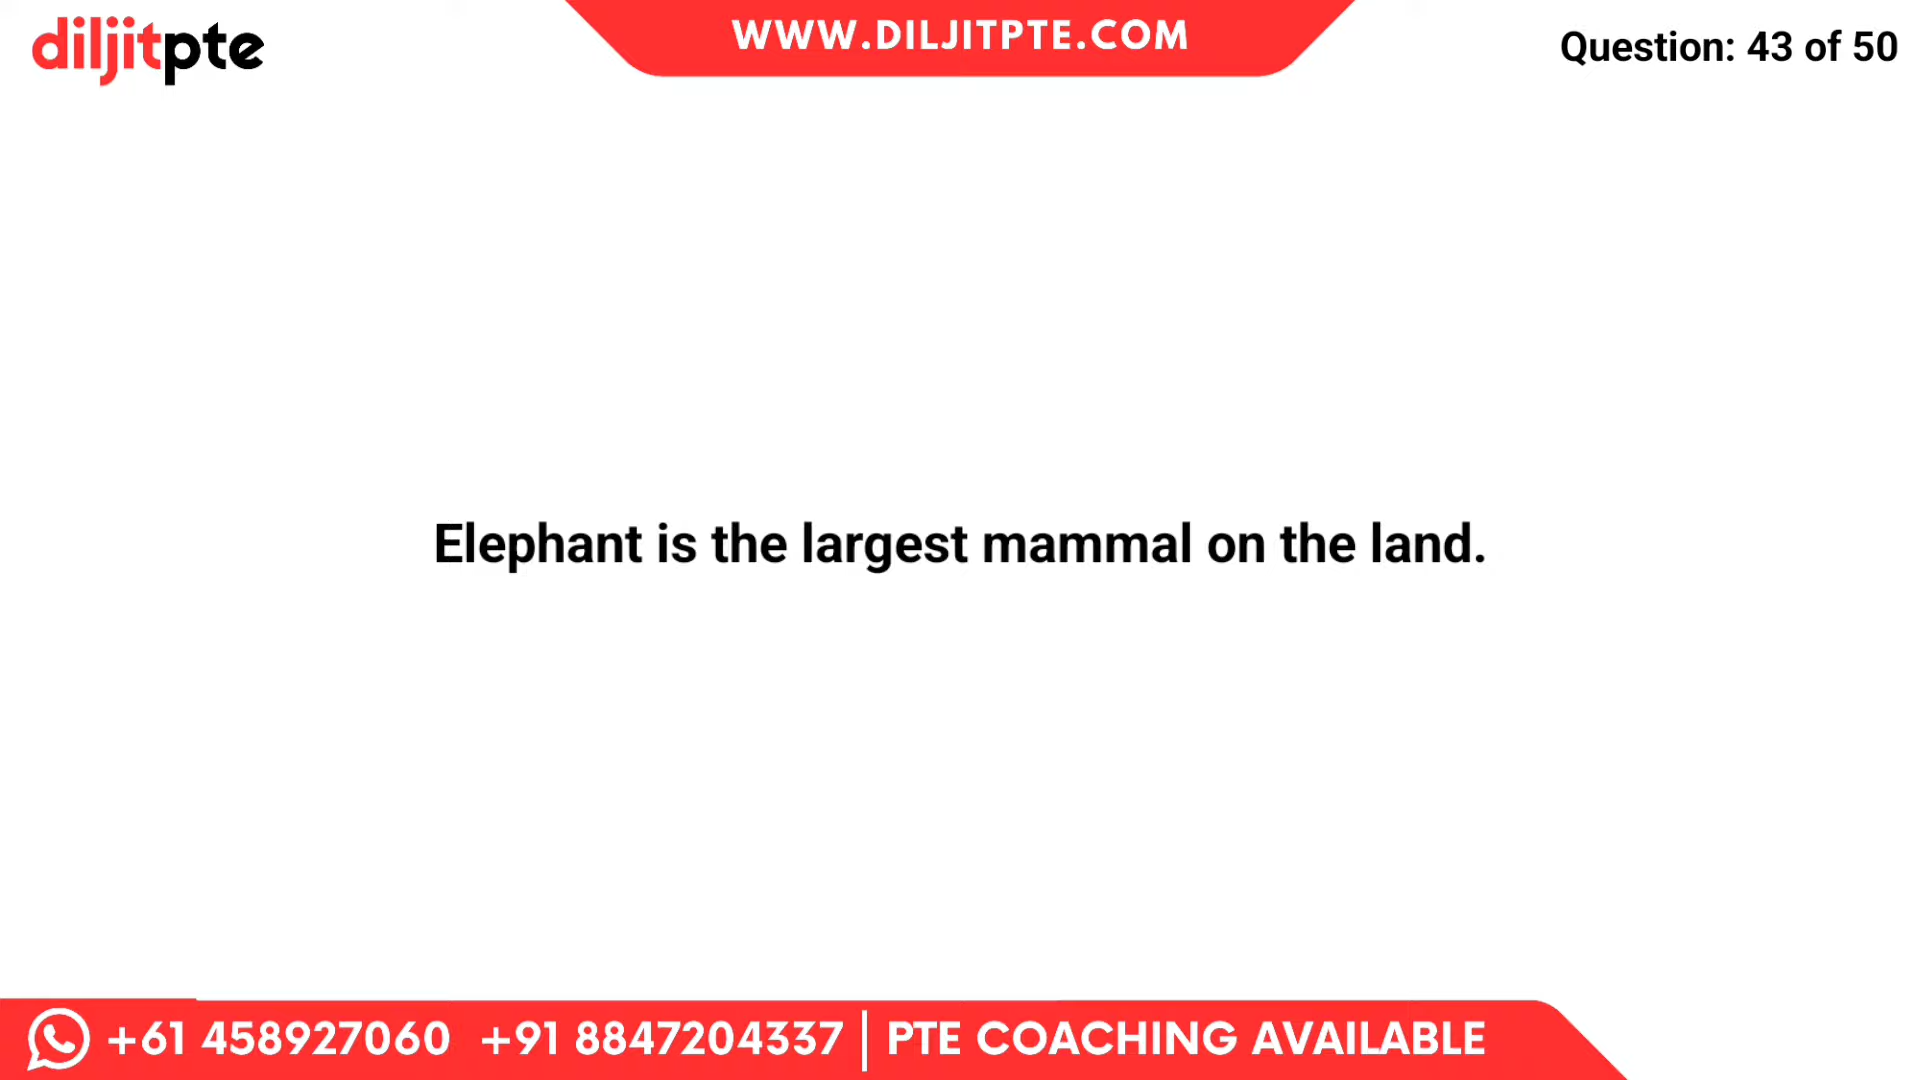 diljitpte
WWW.DILJITPTE.COM
Question: 43 of 50
Elephant is the largest mammal on the land.
+61 458927060 +91 8847204337 | PTE COACHING AVAILABLE